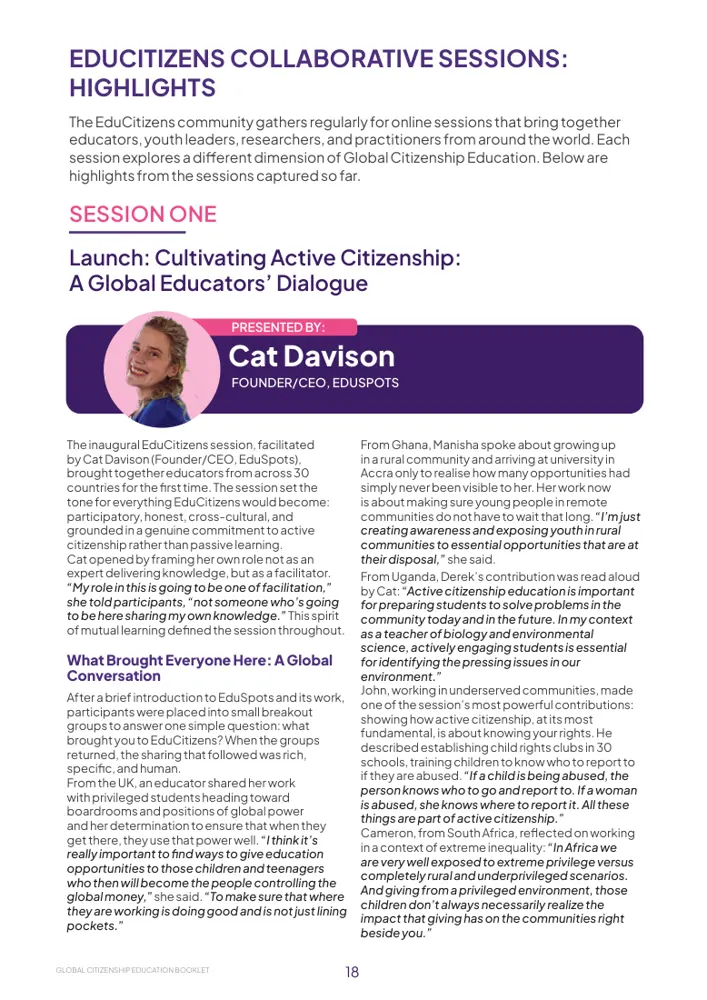 EDUCITIZENS COLLABORATIVE SESSIONS:
HIGHLIGHTS
The EduCitizens community gathers regularly for online sessions that bring together
educators, youth leaders, researchers, and practitioners from around the world. Each
session explores a different dimension of Global Citizenship Education. Below are
highlights from the sessions captured so far.
SESSION ONE
Launch: Cultivating Active Citizenship:
A Global Educators’ Dialogue
PRESENTED BY:
Cat Davison
FOUNDER/CEO, EDUSPOTS
The inaugural EduCitizens session, facilitated
by Cat Davison (Founder/CEO, EduSpots),
brought together educators from across 30
countries for the first time. The session set the
tone for everything EduCitizens would become:
participatory, honest, cross-cultural, and
grounded in a genuine commitment to active
citizenship rather than passive learning.
Cat opened by framing her own role not as an
expert delivering knowledge, but as a facilitator.
“My role in this is going to be one of facilitation,”
she told participants, “not someone who’s going
to be here sharing my own knowledge.” This spirit
of mutual learning defined the session throughout.
What Brought Everyone Here: A Global
Conversation
After a brief introduction to EduSpots and its work,
participants were placed into small breakout
groups to answer one simple question: what
brought you to EduCitizens? When the groups
returned, the sharing that followed was rich,
specific, and human.
From the UK, an educator shared her work
with privileged students heading toward
boardrooms and positions of global power
and her determination to ensure that when they
get there, they use that power well. “I think it’s
really important to find ways to give education
opportunities to those children and teenagers
who then will become the people controlling the
global money,” she said. “To make sure that where
they are working is doing good and is not just lining
pockets.”
From Ghana, Manisha spoke about growing up
in a rural community and arriving at university in
Accra only to realise how many opportunities had
simply never been visible to her. Her work now
is about making sure young people in remote
communities do not have to wait that long. “I’m just
creating awareness and exposing youth in rural
communities to essential opportunities that are at
their disposal,” she said.
From Uganda, Derek’s contribution was read aloud
by Cat: “Active citizenship education is important
for preparing students to solve problems in the
community today and in the future. In my context
as a teacher of biology and environmental
science, actively engaging students is essential
for identifying the pressing issues in our
environment.”
John, working in underserved communities, made
one of the session’s most powerful contributions:
showing how active citizenship, at its most
fundamental, is about knowing your rights. He
described establishing child rights clubs in 30
schools, training children to know who to report to
if they are abused. “If a child is being abused, the
person knows who to go and report to. If a woman
is abused, she knows where to report it. All these
things are part of active citizenship.”
Cameron, from South Africa, reflected on working
in a context of extreme inequality: “In Africa we
are very well exposed to extreme privilege versus
completely rural and underprivileged scenarios.
And giving from a privileged environment, those
children don’t always necessarily realize the
impact that giving has on the communities right
beside you.”
GLOBAL CITIZENSHIP EDUCATION BOOKLET
18